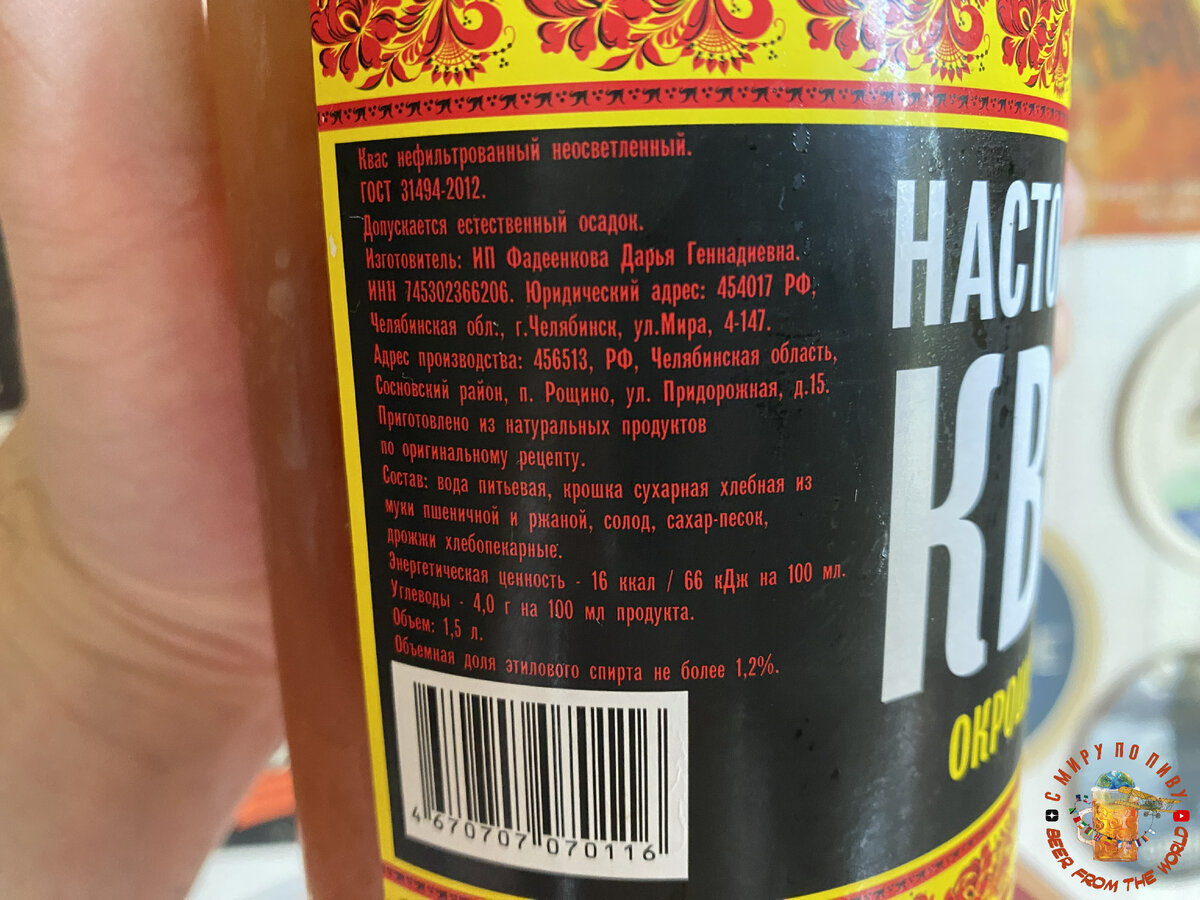 Квас нефильтрованный неосветленный.
ГОСТ 31494-2012.
Допускается естественный осадок.
Изготовитель: ИП Фадеенкова Дарья Геннадиевна.
ИНН 745302366206. Юридический адрес: 454017 РФ,
Челябинская обл., г.Челябинск, ул.Мира, 4-147.
Адрес производства: 456513, РФ, Челябинская область,
Сосновский район, п. Рощино, ул. Придорожная, д.15.
Приготовлено из натуральных продуктов
по оригинальному рецепту.
Состав: вода питьевая, крошка сухарная хлебная из
муки пшеничной и ржаной, солод, сахар-песок,
дрожжи хлебопекарные.
Энергетическая ценность - 16 ккал / 66 кДж на 100 мл.
Углеводы - 4,0 г на 100 мл продукта.
Объем: 1,5 л.
Объемная доля этилового спирта не более 1,2%.
4 670707 070116
НАСТО
КВ
ОКРОШ
С МИРУ ПО ПИВУ
BEER FROM THE WORLD